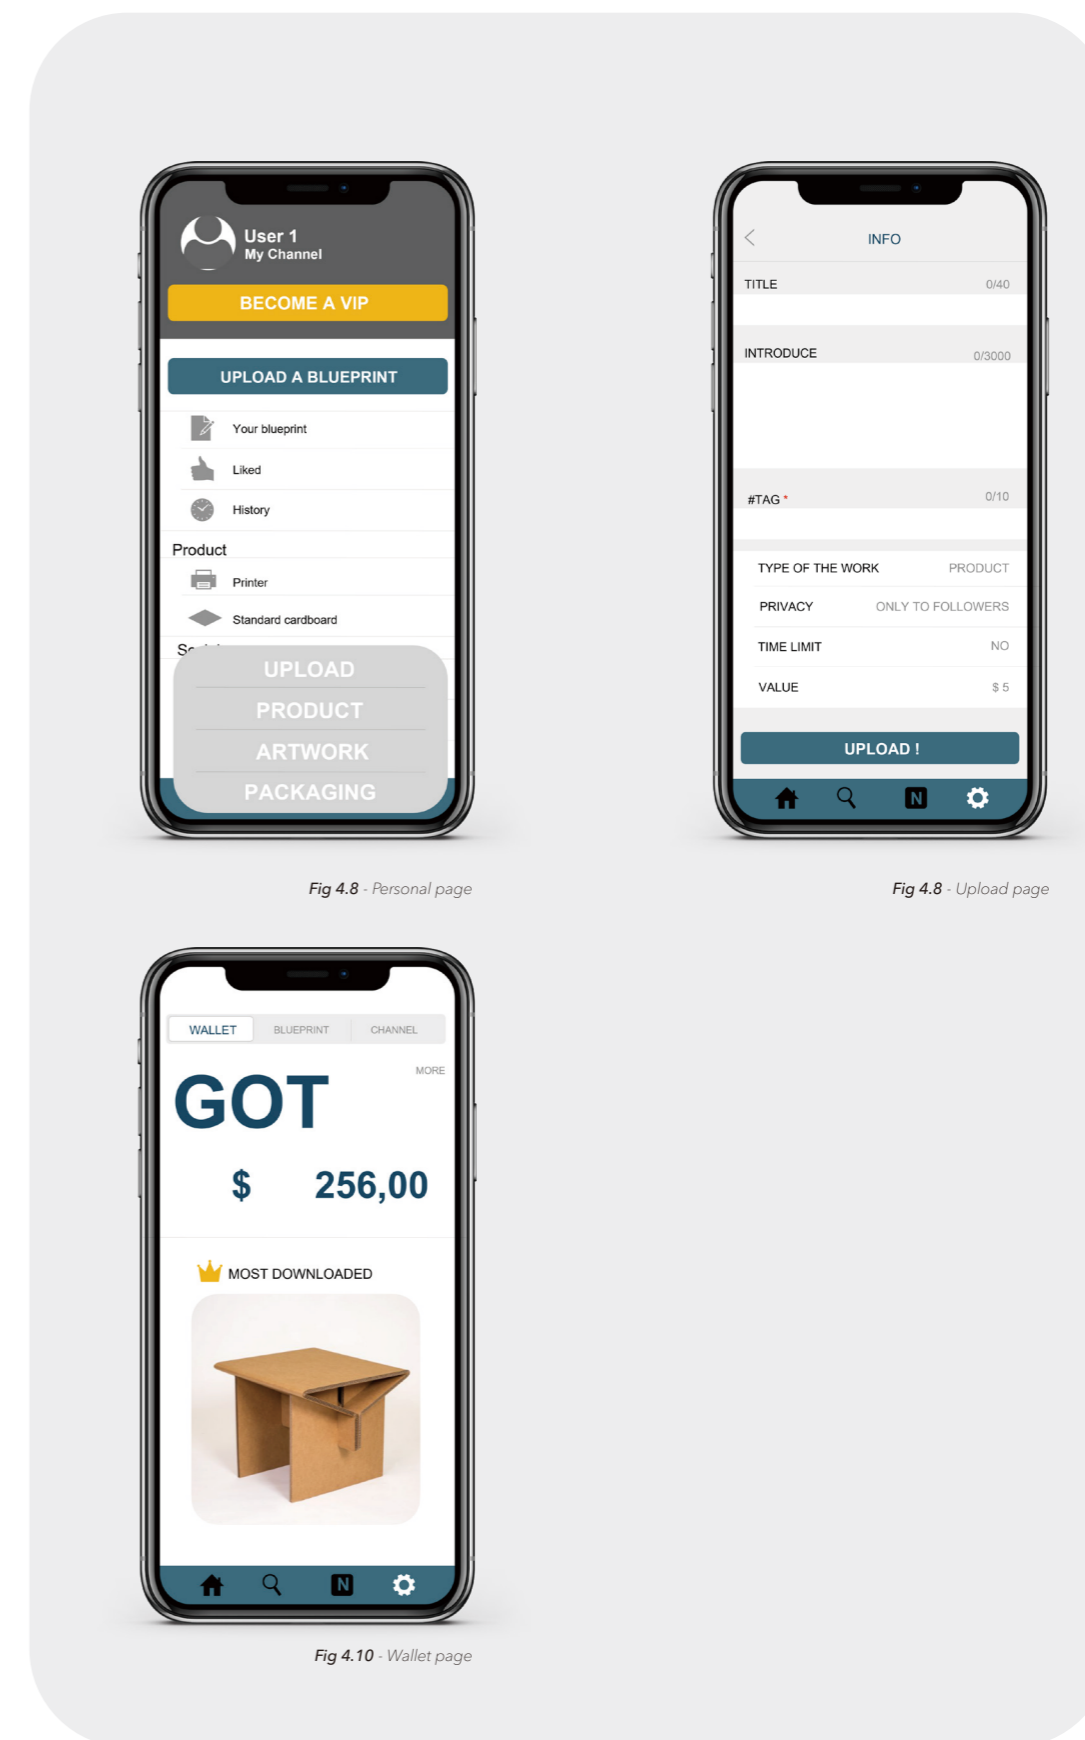 User 1
My Channel
BECOME A VIP
UPLOAD A BLUEPRINT
Your blueprint
Liked
History
Product
Printer
Standard cardboard
UPLOAD
PRODUCT
ARTWORK
PACKAGING
Fig 4.8 - Personal page
INFO
TITLE 0/40
INTRODUCE 0/3000
#TAG * 0/10
TYPE OF THE WORK PRODUCT
PRIVACY ONLY TO FOLLOWERS
TIME LIMIT NO
VALUE $ 5
UPLOAD !
N
Fig 4.8 - Upload page
WALLET BLUEPRINT CHANNEL
MORE
GOT
$ 256,00
MOST DOWNLOADED
N
Fig 4.10 - Wallet page